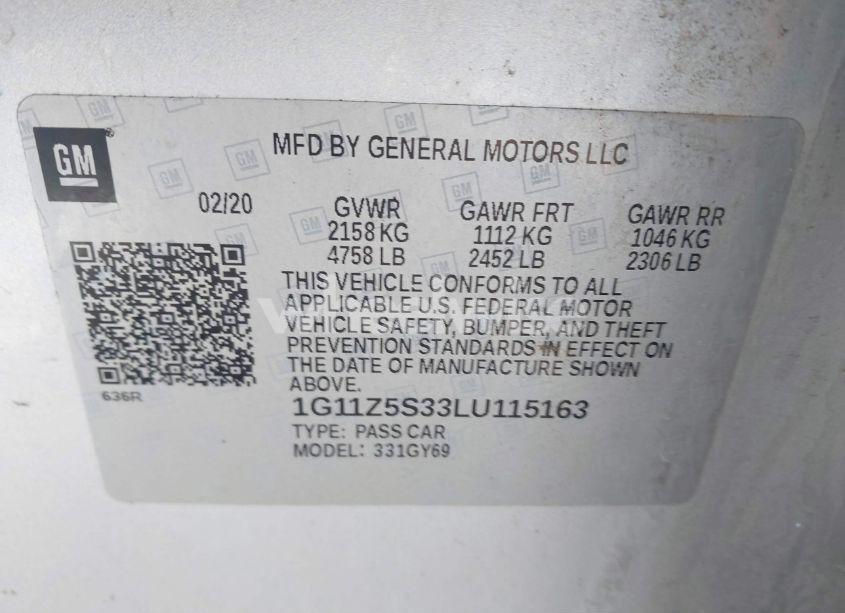 GM
MFD BY GENERAL MOTORS LLC
02/20
GVWR GAWR FRT GAWR RR
2158 KG 1112 KG 1046 KG
4758 LB 2452 LB 2306 LB
THIS VEHICLE CONFORMS TO ALL
APPLICABLE U.S. FEDERAL MOTOR
VEHICLE SAFETY, BUMPER, AND THEFT
PREVENTION STANDARDS IN EFFECT ON
THE DATE OF MANUFACTURE SHOWN
ABOVE.
636R
1G11Z5S33LU115163
TYPE: PASS CAR
MODEL: 331GY69